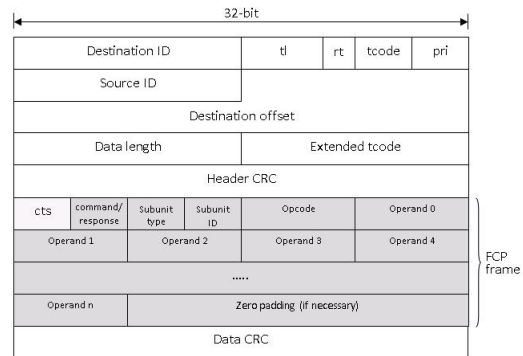 32-bit
Destination ID tl rt tcode pri
Source ID
Destination offset
Data length Extended tcode
Header CRC
cts command/ response Subunit type Subunit ID Opcode Operand 0
Operand 1 Operand 2 Operand 3 Operand 4
.....
Operand n Zero padding (if necessary)
Data CRC
FCP
frame